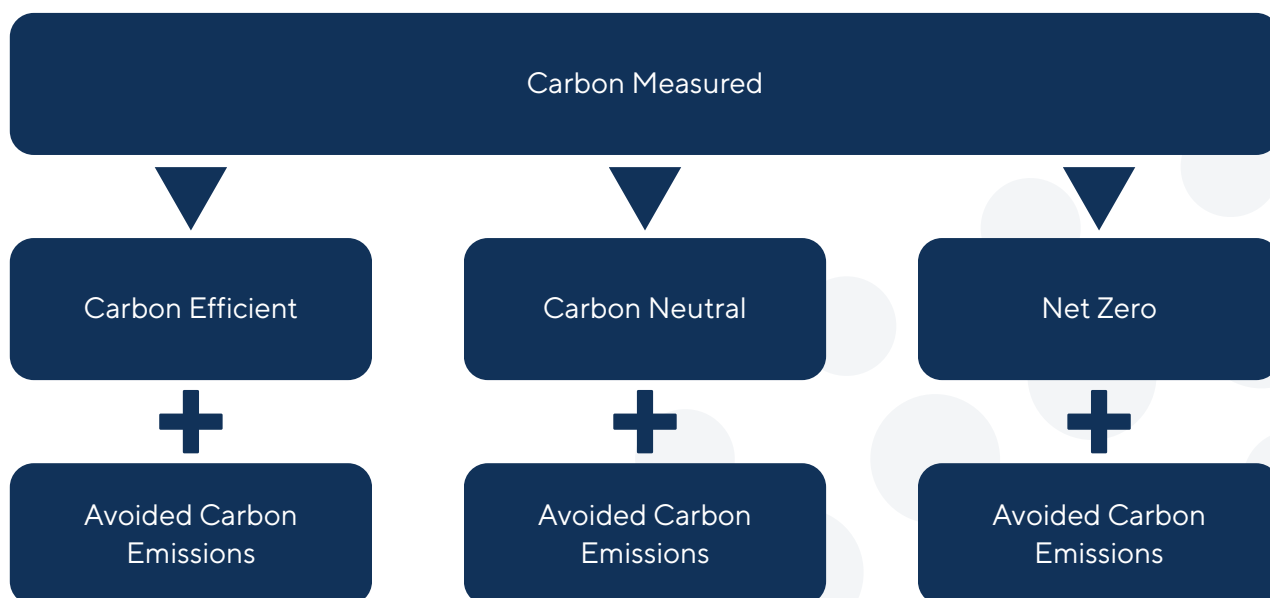 Carbon Measured
Carbon Efficient
Carbon Neutral
Net Zero
Avoided Carbon
Emissions
Avoided Carbon
Emissions
Avoided Carbon
Emissions